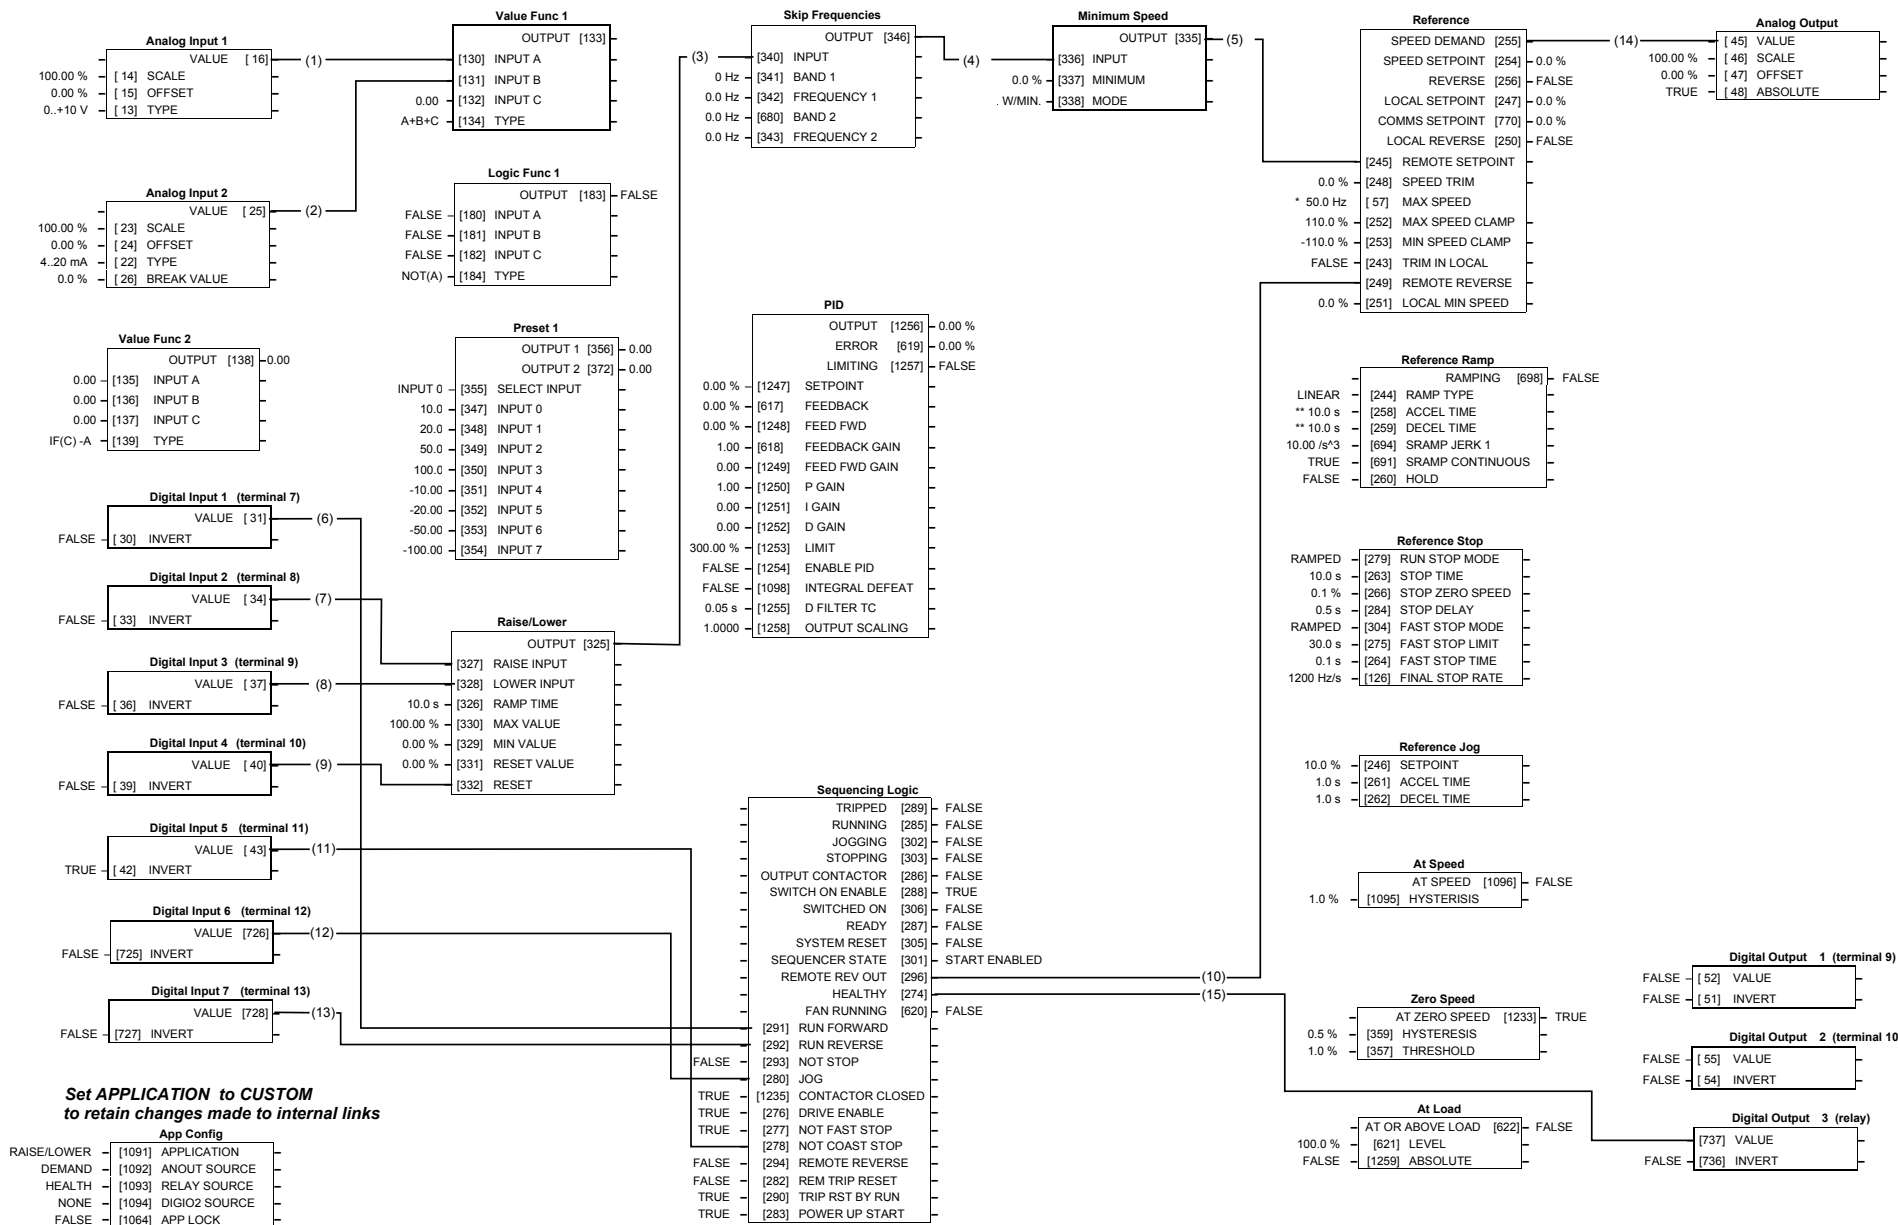 Analog Input 1
VALUE [ 16]
100.00 % [ 14] SCALE
0.00 % [ 15] OFFSET
0..+10 V [ 13] TYPE
(1)
Value Func 1
OUTPUT [133]
[130] INPUT A
[131] INPUT B
0.00 [132] INPUT C
A+B+C [134] TYPE
Analog Input 2
VALUE [ 25]
100.00 % [ 23] SCALE
0.00 % [ 24] OFFSET
4..20 mA [ 22] TYPE
0.0 % [ 26] BREAK VALUE
(2)
Logic Func 1
OUTPUT [183] FALSE
FALSE [180] INPUT A
FALSE [181] INPUT B
FALSE [182] INPUT C
NOT(A) [184] TYPE
Value Func 2
OUTPUT [138] 0.00
0.00 [135] INPUT A
0.00 [136] INPUT B
0.00 [137] INPUT C
IF(C) -A [139] TYPE
Preset 1
OUTPUT 1 [356] 0.00
OUTPUT 2 [372] 0.00
INPUT 0 [355] SELECT INPUT
10.0 [347] INPUT 0
20.0 [348] INPUT 1
50.0 [349] INPUT 2
100.0 [350] INPUT 3
-10.00 [351] INPUT 4
-20.00 [352] INPUT 5
-50.00 [353] INPUT 6
-100.00 [354] INPUT 7
Digital Input 1 (terminal 7)
VALUE [ 31]
FALSE [ 30] INVERT
(6)
Digital Input 2 (terminal 8)
VALUE [ 34]
FALSE [ 33] INVERT
(7)
Digital Input 3 (terminal 9)
VALUE [ 37]
FALSE [ 36] INVERT
(8)
Digital Input 4 (terminal 10)
VALUE [ 40]
FALSE [ 39] INVERT
(9)
Digital Input 5 (terminal 11)
VALUE [ 43]
TRUE [ 42] INVERT
(11)
Digital Input 6 (terminal 12)
VALUE [726]
FALSE [725] INVERT
(12)
Digital Input 7 (terminal 13)
VALUE [728]
FALSE [727] INVERT
(13)
Set APPLICATION to CUSTOM
to retain changes made to internal links
App Config
RAISE/LOWER [1091] APPLICATION
DEMAND [1092] ANOUT SOURCE
HEALTH [1093] RELAY SOURCE
NONE [1094] DIGIO2 SOURCE
FALSE [1064] APP LOCK
Raise/Lower
OUTPUT [325]
[327] RAISE INPUT
[328] LOWER INPUT
10.0 s [326] RAMP TIME
100.00 % [330] MAX VALUE
0.00 % [329] MIN VALUE
0.00 % [331] RESET VALUE
[332] RESET
(3)
Skip Frequencies
OUTPUT [346]
[340] INPUT
0 Hz [341] BAND 1
0.0 Hz [342] FREQUENCY 1
0.0 Hz [680] BAND 2
0.0 Hz [343] FREQUENCY 2
(4)
Minimum Speed
OUTPUT [335]
[336] INPUT
0.0 % [337] MINIMUM
. W/MIN. [338] MODE
(5)
PID
OUTPUT [1256] 0.00 %
ERROR [619] 0.00 %
LIMITING [1257] FALSE
0.00 % [1247] SETPOINT
0.00 % [617] FEEDBACK
0.00 % [1248] FEED FWD
1.00 [618] FEEDBACK GAIN
0.00 [1249] FEED FWD GAIN
1.00 [1250] P GAIN
0.00 [1251] I GAIN
0.00 [1252] D GAIN
300.00 % [1253] LIMIT
FALSE [1254] ENABLE PID
FALSE [1098] INTEGRAL DEFEAT
0.05 s [1255] D FILTER TC
1.0000 [1258] OUTPUT SCALING
Sequencing Logic
TRIPPED [289] FALSE
RUNNING [285] FALSE
JOGGING [302] FALSE
STOPPING [303] FALSE
OUTPUT CONTACTOR [286] FALSE
SWITCH ON ENABLE [288] TRUE
SWITCHED ON [306] FALSE
READY [287] FALSE
SYSTEM RESET [305] FALSE
SEQUENCER STATE [301] START ENABLED
REMOTE REV OUT [296]
(10)
HEALTHY [274]
(15)
FAN RUNNING [620] FALSE
[291] RUN FORWARD
[292] RUN REVERSE
FALSE [293] NOT STOP
[280] JOG
TRUE [1235] CONTACTOR CLOSED
TRUE [276] DRIVE ENABLE
TRUE [277] NOT FAST STOP
[278] NOT COAST STOP
FALSE [294] REMOTE REVERSE
FALSE [282] REM TRIP RESET
TRUE [290] TRIP RST BY RUN
TRUE [283] POWER UP START
Reference
SPEED DEMAND [255]
SPEED SETPOINT [254] 0.0 %
REVERSE [256] FALSE
LOCAL SETPOINT [247] 0.0 %
COMMS SETPOINT [770] 0.0 %
LOCAL REVERSE [250] FALSE
[245] REMOTE SETPOINT
0.0 % [248] SPEED TRIM
* 50.0 Hz [ 57] MAX SPEED
110.0 % [252] MAX SPEED CLAMP
-110.0 % [253] MIN SPEED CLAMP
FALSE [243] TRIM IN LOCAL
[249] REMOTE REVERSE
0.0 % [251] LOCAL MIN SPEED
(14)
Analog Output
[ 45] VALUE
100.00 % [ 46] SCALE
0.00 % [ 47] OFFSET
TRUE [ 48] ABSOLUTE
Reference Ramp
RAMPING [698] FALSE
LINEAR [244] RAMP TYPE
** 10.0 s [258] ACCEL TIME
** 10.0 s [259] DECEL TIME
10.00 /s^3 [694] SRAMP JERK 1
TRUE [691] SRAMP CONTINUOUS
FALSE [260] HOLD
Reference Stop
RAMPED [279] RUN STOP MODE
10.0 s [263] STOP TIME
0.1 % [266] STOP ZERO SPEED
0.5 s [284] STOP DELAY
RAMPED [304] FAST STOP MODE
30.0 s [275] FAST STOP LIMIT
0.1 s [264] FAST STOP TIME
1200 Hz/s [126] FINAL STOP RATE
Reference Jog
10.0 % [246] SETPOINT
1.0 s [261] ACCEL TIME
1.0 s [262] DECEL TIME
At Speed
AT SPEED [1096] FALSE
1.0 % [1095] HYSTERISIS
Zero Speed
AT ZERO SPEED [1233] TRUE
0.5 % [359] HYSTERESIS
1.0 % [357] THRESHOLD
At Load
AT OR ABOVE LOAD [622] FALSE
100.0 % [621] LEVEL
FALSE [1259] ABSOLUTE
Digital Output 1 (terminal 9)
FALSE [ 52] VALUE
FALSE [ 51] INVERT
Digital Output 2 (terminal 10
FALSE [ 55] VALUE
FALSE [ 54] INVERT
Digital Output 3 (relay)
[737] VALUE
FALSE [736] INVERT